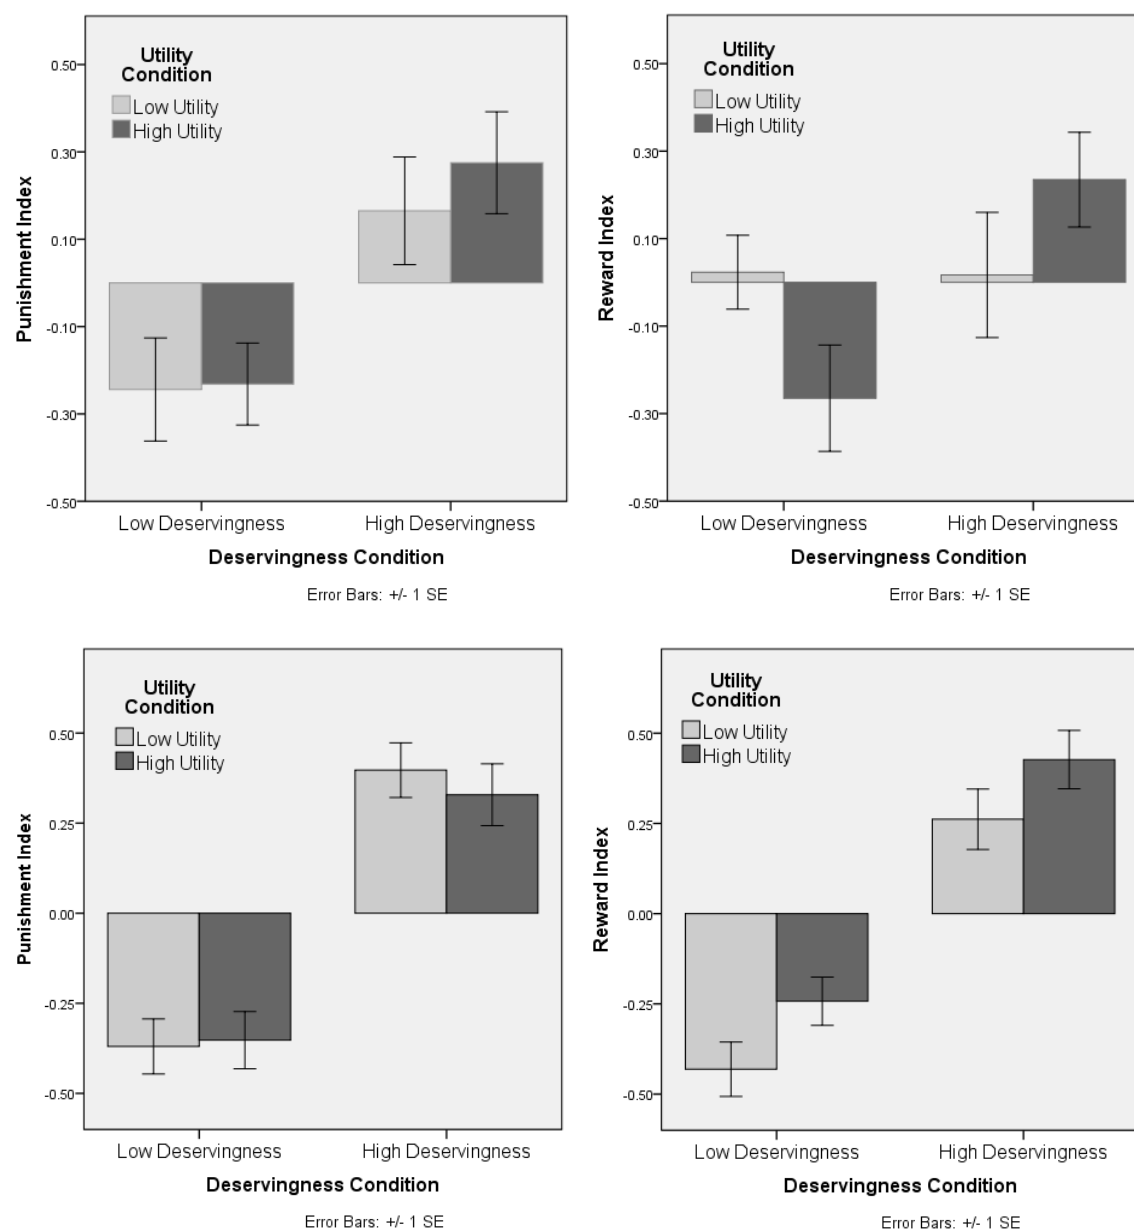 Utility
Condition
Low Utility
High Utility
0.50
0.30
0.10
-0.10
-0.30
-0.50
Punishment Index
Low Deservingness
High Deservingness
Deservingness Condition
Error Bars: +/- 1 SE
Utility
Condition
Low Utility
High Utility
0.50
0.30
0.10
-0.10
-0.30
-0.50
Reward Index
Low Deservingness
High Deservingness
Deservingness Condition
Error Bars: +/- 1 SE
Utility
Condition
Low Utility
High Utility
0.50
0.25
0.00
-0.25
-0.50
Punishment Index
Low Deservingness
High Deservingness
Deservingness Condition
Error Bars: +/- 1 SE
Utility
Condition
Low Utility
High Utility
0.50
0.25
0.00
-0.25
-0.50
Reward Index
Low Deservingness
High Deservingness
Deservingness Condition
Error Bars: +/- 1 SE